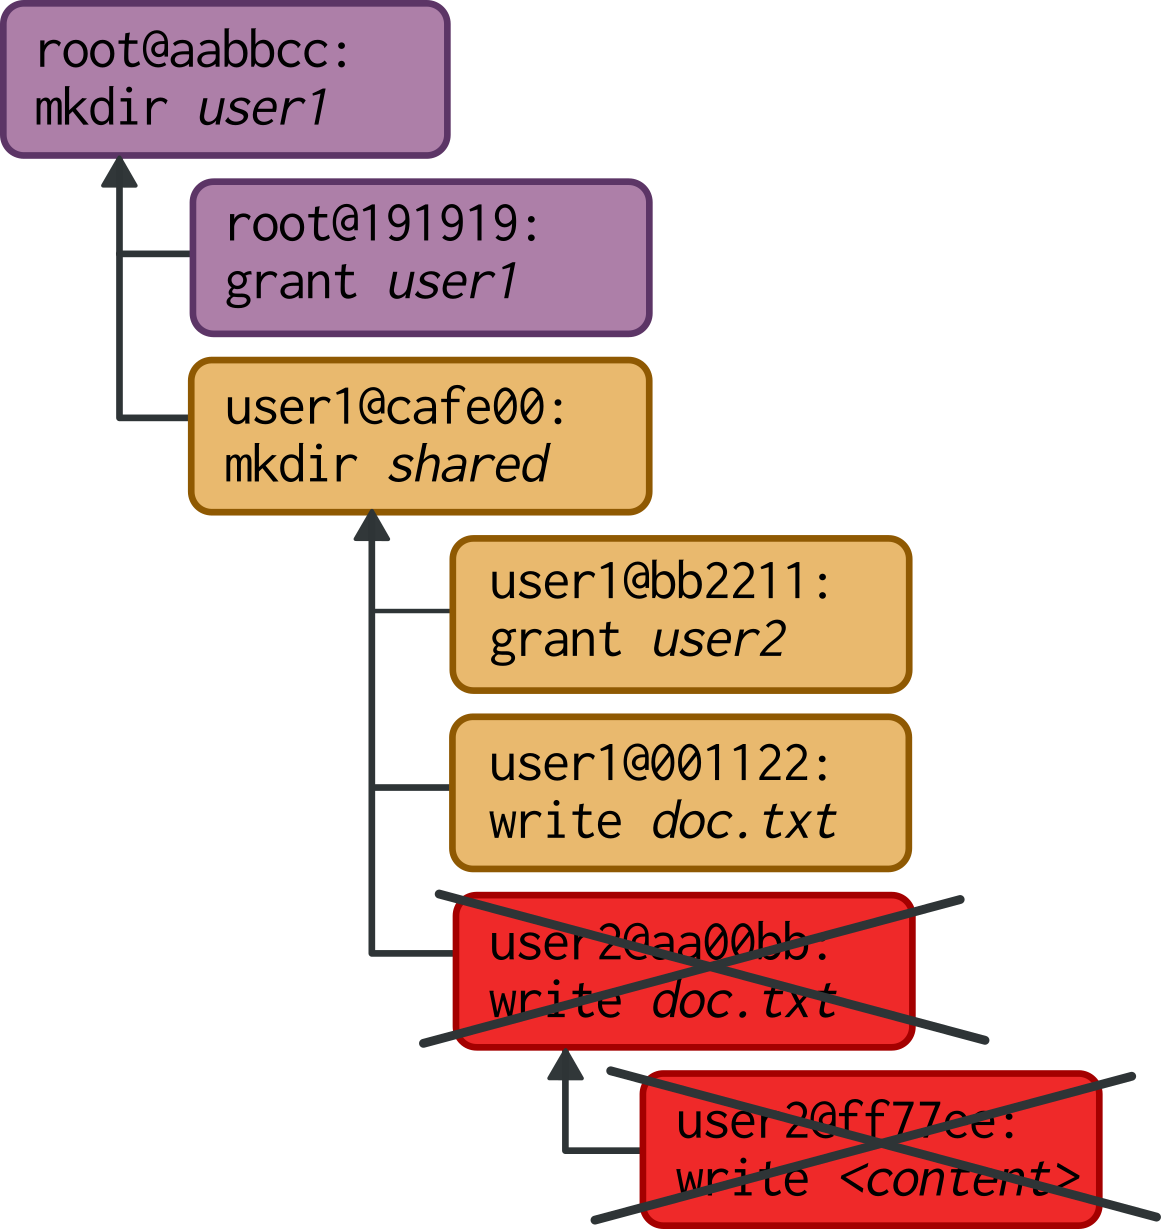 root@aabbcc:
mkdir user1
root@191919:
grant user1
user1@cafe00:
mkdir shared
user1@bb2211:
grant user2
user1@001122:
write doc.txt
user2@aa00bb:
write doc.txt
user2@ff77ee:
write <content>